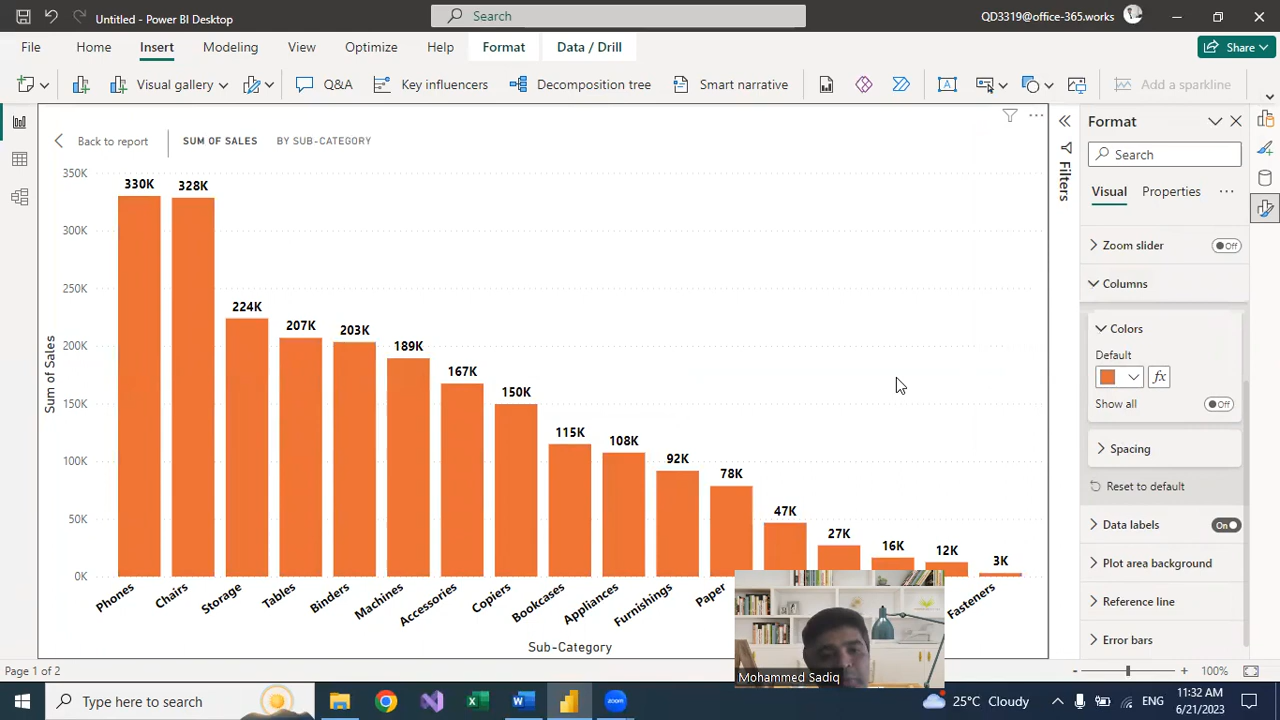 Untitled - Power BI Desktop
Search
QD3319@office-365.works
File
Home
Insert
Modeling
View
Optimize
Help
Format
Data / Drill
Share
Visual gallery
Q&A
Key influencers
Decomposition tree
Smart narrative
Add a sparkline
Back to report
SUM OF SALES
BY SUB-CATEGORY
350K
300K
250K
200K
150K
100K
50K
0K
Sum of Sales
330K
328K
224K
207K
203K
189K
167K
150K
115K
108K
92K
78K
47K
27K
16K
12K
3K
Phones
Chairs
Storage
Tables
Binders
Machines
Accessories
Copiers
Bookcases
Appliances
Furnishings
Paper
Fasteners
Sub-Category
Filters
Format
Search
Visual
Properties
Zoom slider
Off
Columns
Colors
Default
fx
Show all
Off
Spacing
Reset to default
Data labels
On
Plot area background
Reference line
Error bars
Mohammed Sadiq
Page 1 of 2
100%
Type here to search
25°C Cloudy
ENG
11:32 AM
6/21/2023